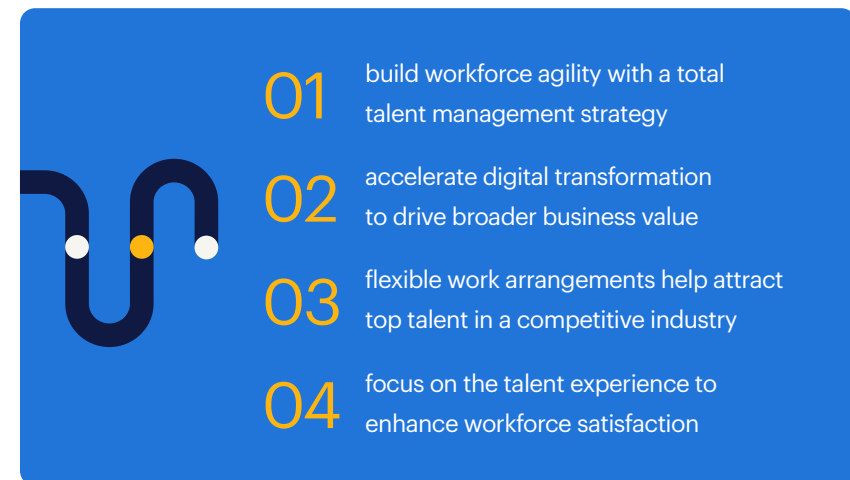 01 build workforce agility with a total
talent management strategy
02 accelerate digital transformation
to drive broader business value
03 flexible work arrangements help attract
top talent in a competitive industry
04 focus on the talent experience to
enhance workforce satisfaction